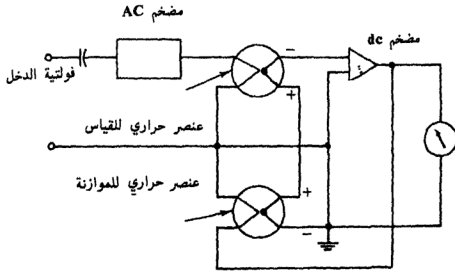 مضخم AC
مضخم dc
فولتية الدخل
عنصر حراري للقياس
عنصر حراري للموازنة
−
+
+
−